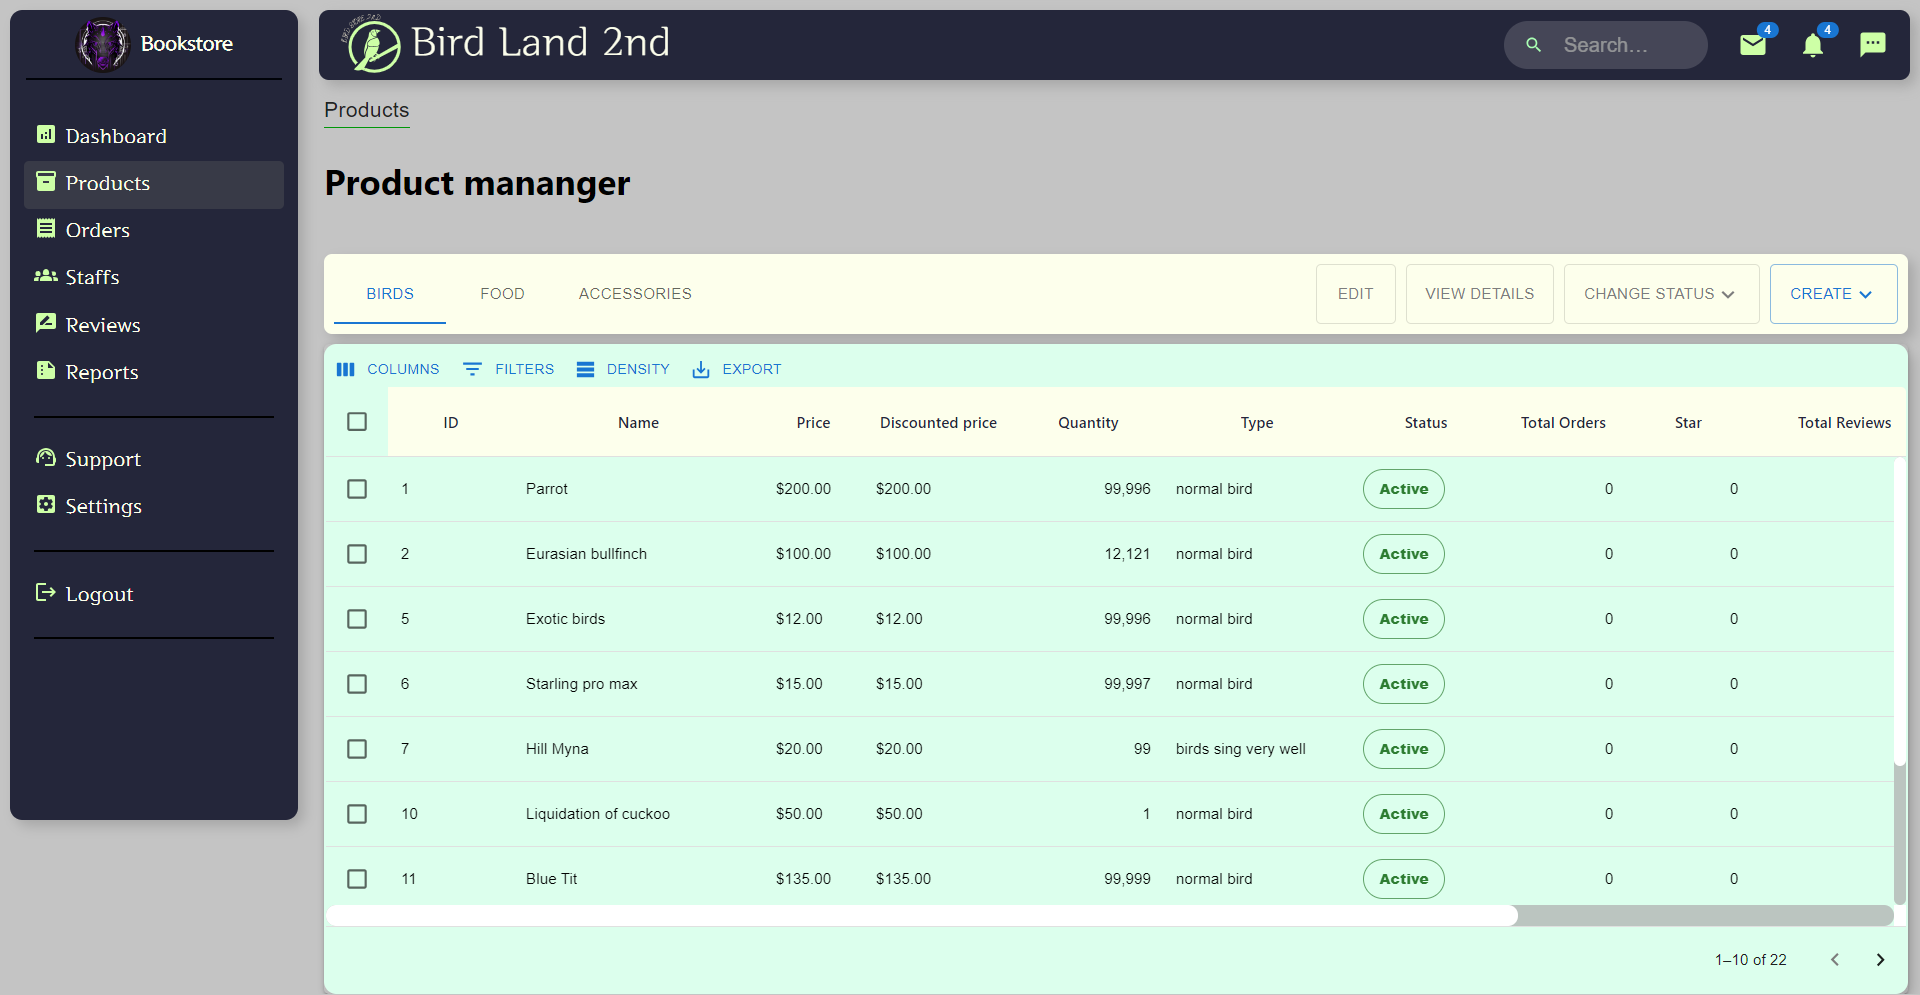 Bookstore
Dashboard
Products
Orders
Staffs
Reviews
Reports
Support
Settings
Logout
BIRD STORE 2ND
Bird Land 2nd
Search...
4
4
Products
Product mananger
BIRDS FOOD ACCESSORIES EDIT VIEW DETAILS CHANGE STATUS CREATE
COLUMNS FILTERS DENSITY EXPORT
ID Name Price Discounted price Quantity Type Status Total Orders Star Total Reviews
1 Parrot $200.00 $200.00 99,996 normal bird Active 0 0
2 Eurasian bullfinch $100.00 $100.00 12,121 normal bird Active 0 0
5 Exotic birds $12.00 $12.00 99,996 normal bird Active 0 0
6 Starling pro max $15.00 $15.00 99,997 normal bird Active 0 0
7 Hill Myna $20.00 $20.00 99 birds sing very well Active 0 0
10 Liquidation of cuckoo $50.00 $50.00 1 normal bird Active 0 0
11 Blue Tit $135.00 $135.00 99,999 normal bird Active 0 0
1–10 of 22